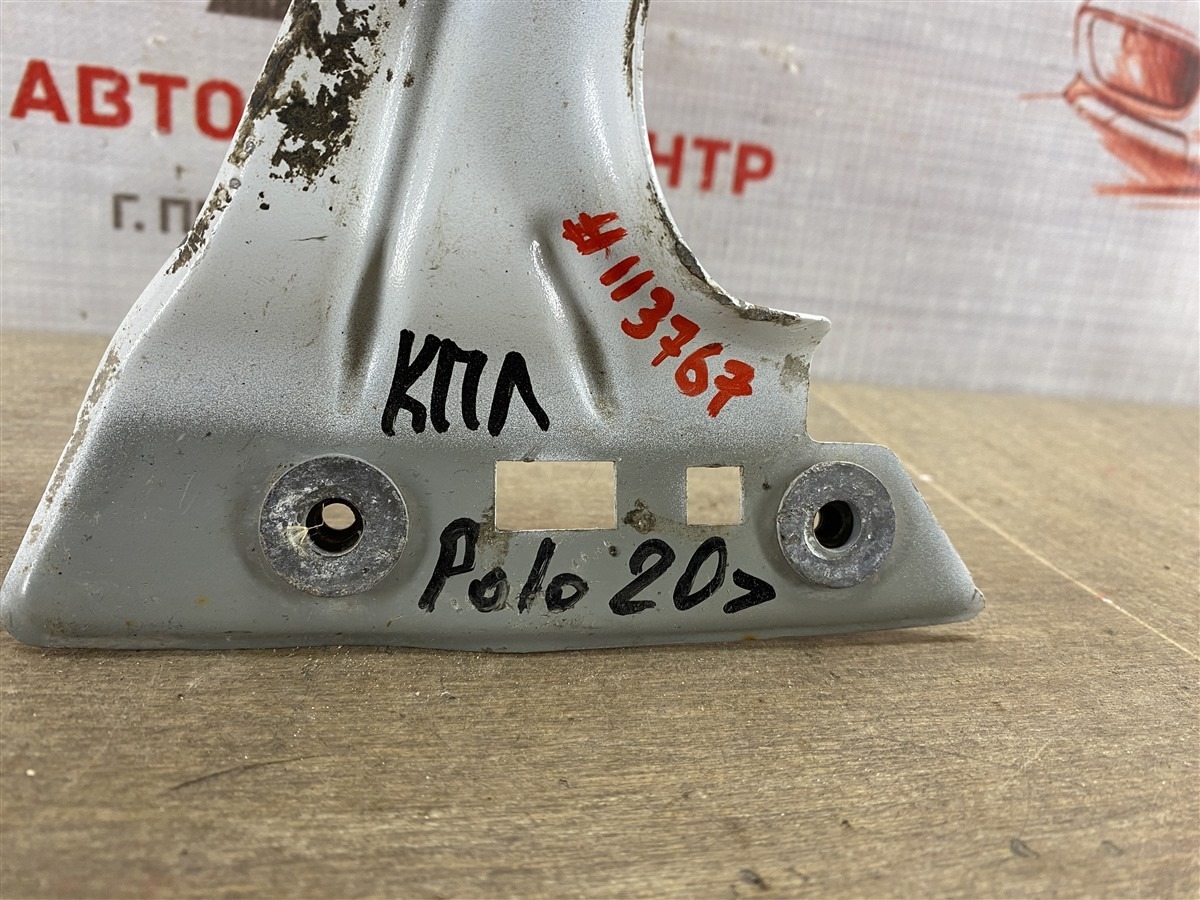 АВТО
НТР
Г. П
#113767
КПЛ
Polo 20>